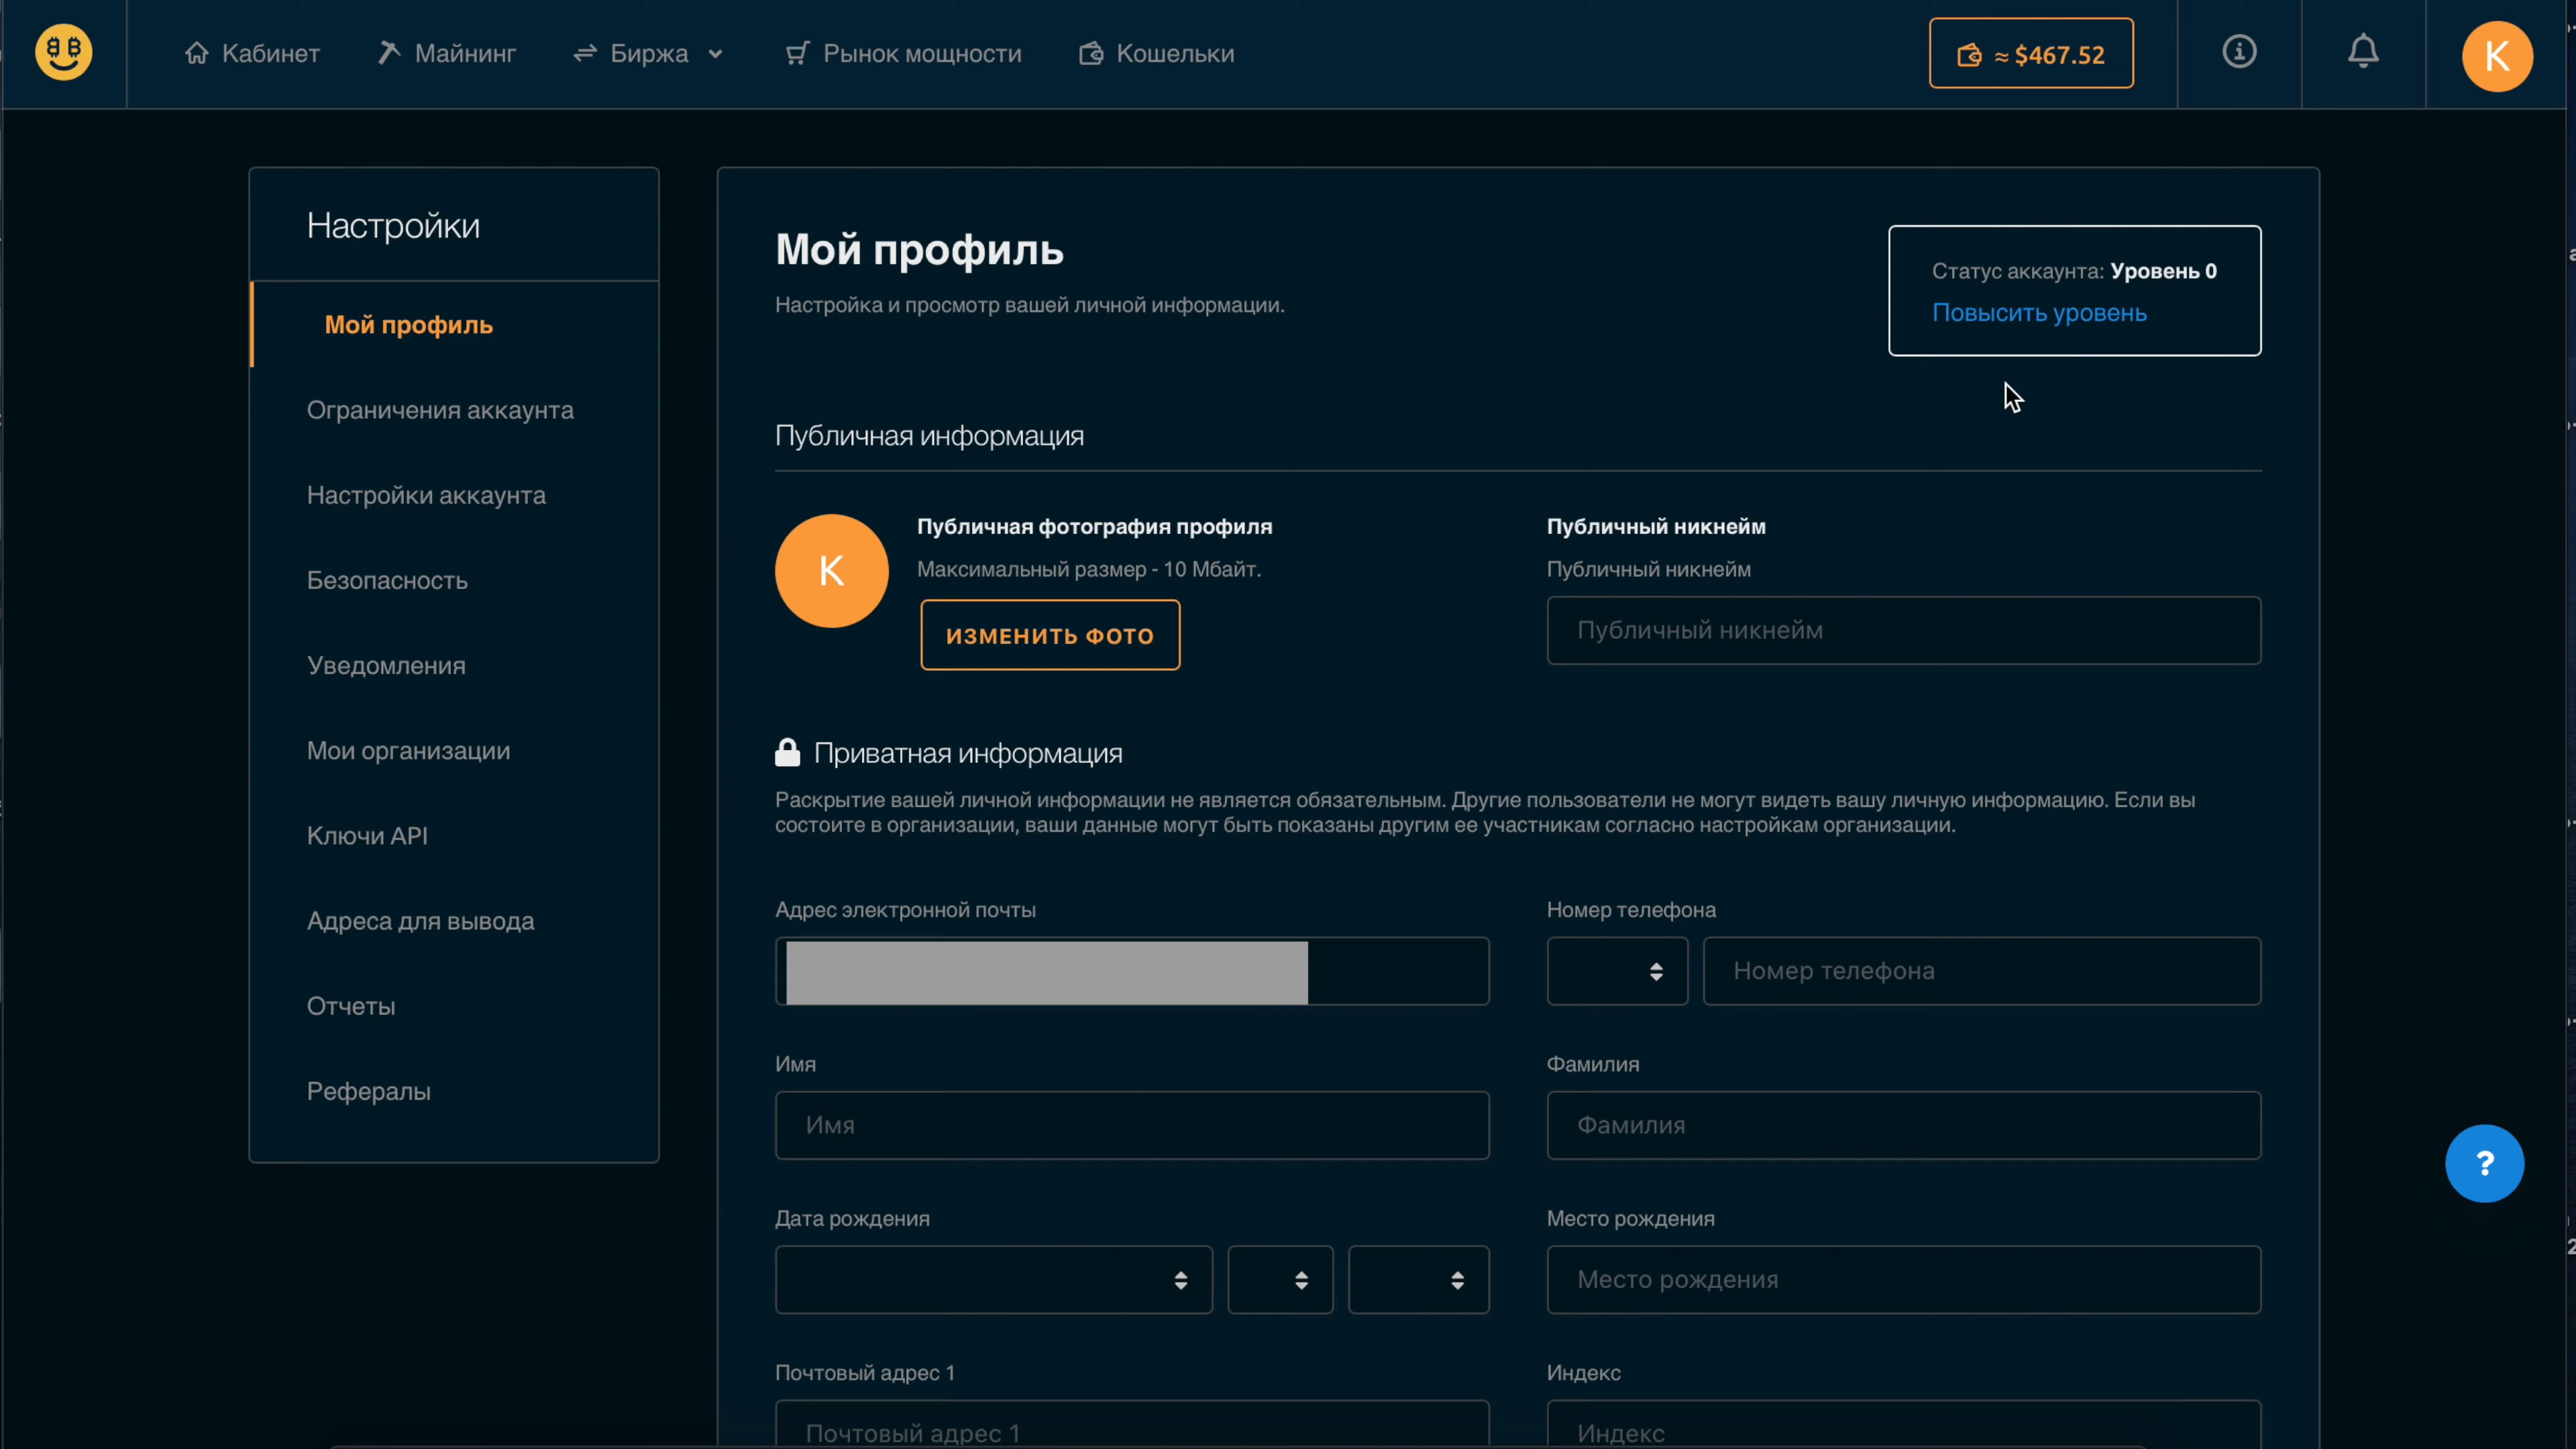 Кабинет
Майнинг
Биржа
Рынок мощности
Кошельки
≈ $467.52
K
Настройки
Мой профиль
Ограничения аккаунта
Настройки аккаунта
Безопасность
Уведомления
Мои организации
Ключи API
Адреса для вывода
Отчеты
Рефералы
Мой профиль
Настройка и просмотр вашей личной информации.
Статус аккаунта: Уровень 0
Повысить уровень
Публичная информация
K
Публичная фотография профиля
Максимальный размер - 10 Мбайт.
ИЗМЕНИТЬ ФОТО
Публичный никнейм
Публичный никнейм
Публичный никнейм
Приватная информация
Раскрытие вашей личной информации не является обязательным. Другие пользователи не могут видеть вашу личную информацию. Если вы
состоите в организации, ваши данные могут быть показаны другим ее участникам согласно настройкам организации.
Адрес электронной почты
Номер телефона
Номер телефона
Имя
Имя
Фамилия
Фамилия
Дата рождения
Место рождения
Место рождения
Почтовый адрес 1
Почтовый адрес 1
Индекс
Индекс
?